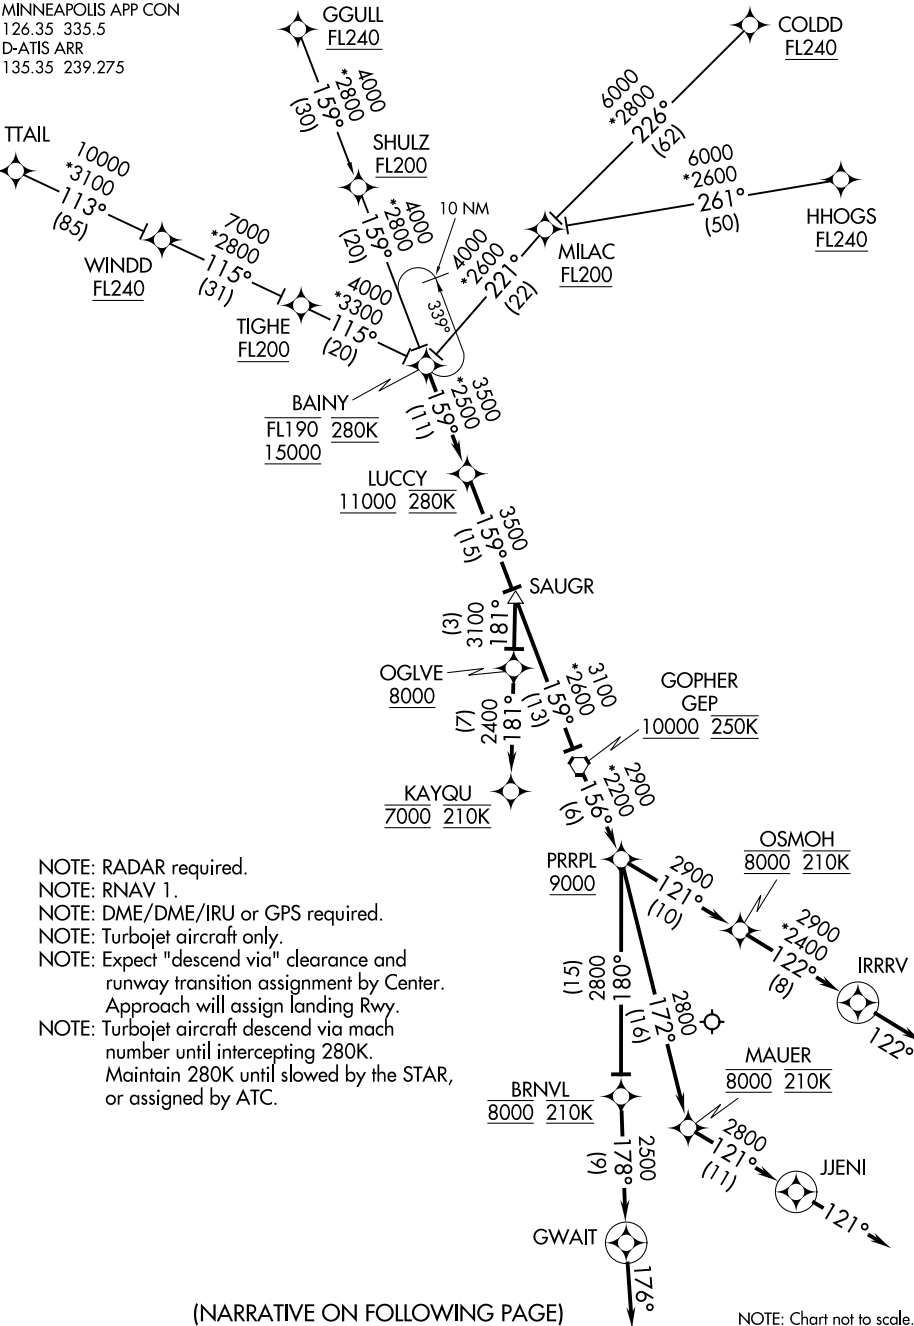 MINNEAPOLIS APP CON
126.35 335.5
D-ATIS ARR
135.35 239.275
GGULL
FL240
COLDD
FL240
4000
*2800
159°
(30)
6000
*2800
226°
(62)
TTAIL
10000
*3100
113°
(85)
SHULZ
FL200
6000
*2600
261°
(50)
HHOGS
FL240
WINDD
FL240
7000
*2800
115°
(31)
4000
*2800
159°
(20)
10 NM
339°
4000
*2600
221°
(22)
MILAC
FL200
TIGHE
FL200
4000
*3300
115°
(20)
BAINY
FL190 280K
15000
3500
*2500
159°
(11)
LUCCY
11000 280K
3500
159°
(15)
SAUGR
(3)
3100
181°
OGLVE
8000
3100
*2600
159°
(13)
GOPHER
GEP
10000 250K
(7)
2400
181°
KAYQU
7000 210K
2900
*2200
156°
(6)
PRRPL
9000
OSMOH
8000 210K
2900
121°
(10)
2900
*2400
122°
(8)
IRRRV
122°
NOTE: RADAR required.
NOTE: RNAV 1.
NOTE: DME/DME/IRU or GPS required.
NOTE: Turbojet aircraft only.
NOTE: Expect "descend via" clearance and
runway transition assignment by Center.
Approach will assign landing Rwy.
NOTE: Turbojet aircraft descend via mach
number until intercepting 280K.
Maintain 280K until slowed by the STAR,
or assigned by ATC.
(15)
2800
180°
2800
172°
(16)
BRNVL
8000 210K
MAUER
8000 210K
2500
178°
(6)
2800
121°
(11)
JJENI
121°
GWAIT
176°
(NARRATIVE ON FOLLOWING PAGE)
NOTE: Chart not to scale.